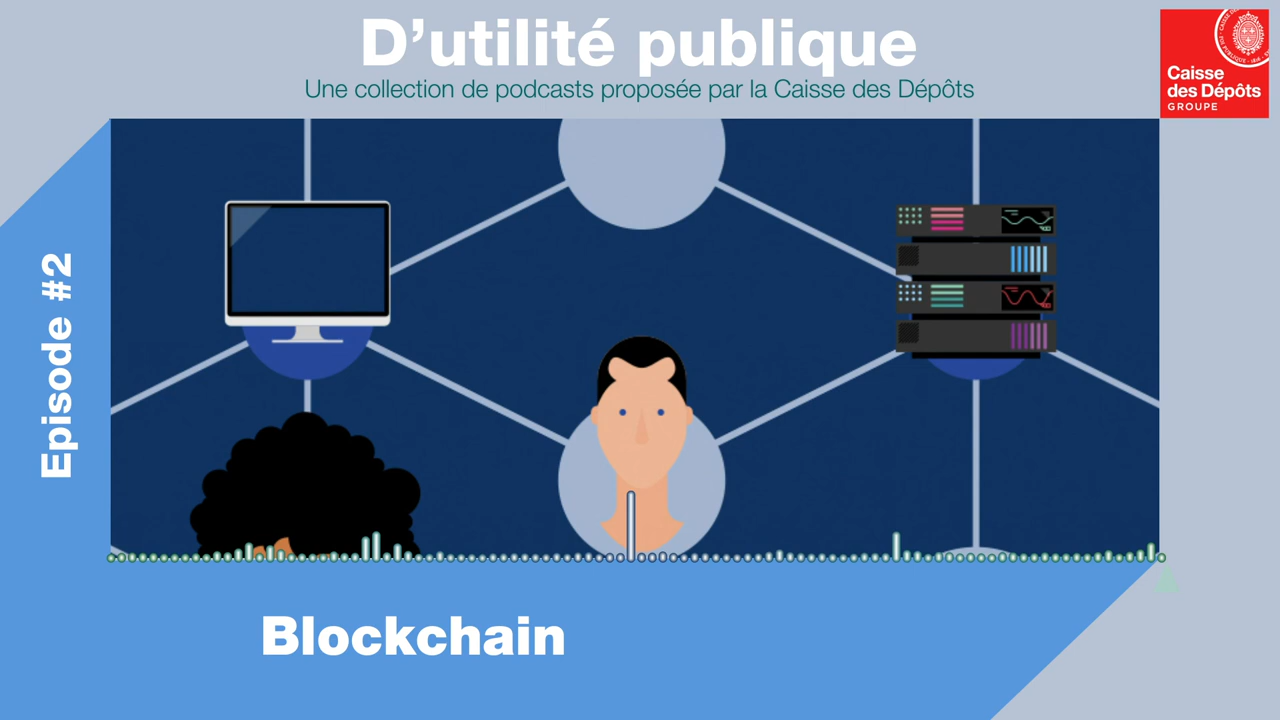 D’utilité publique
Une collection de podcasts proposée par la Caisse des Dépôts
Caisse
des Dépôts
GROUPE
Episode #2
Blockchain